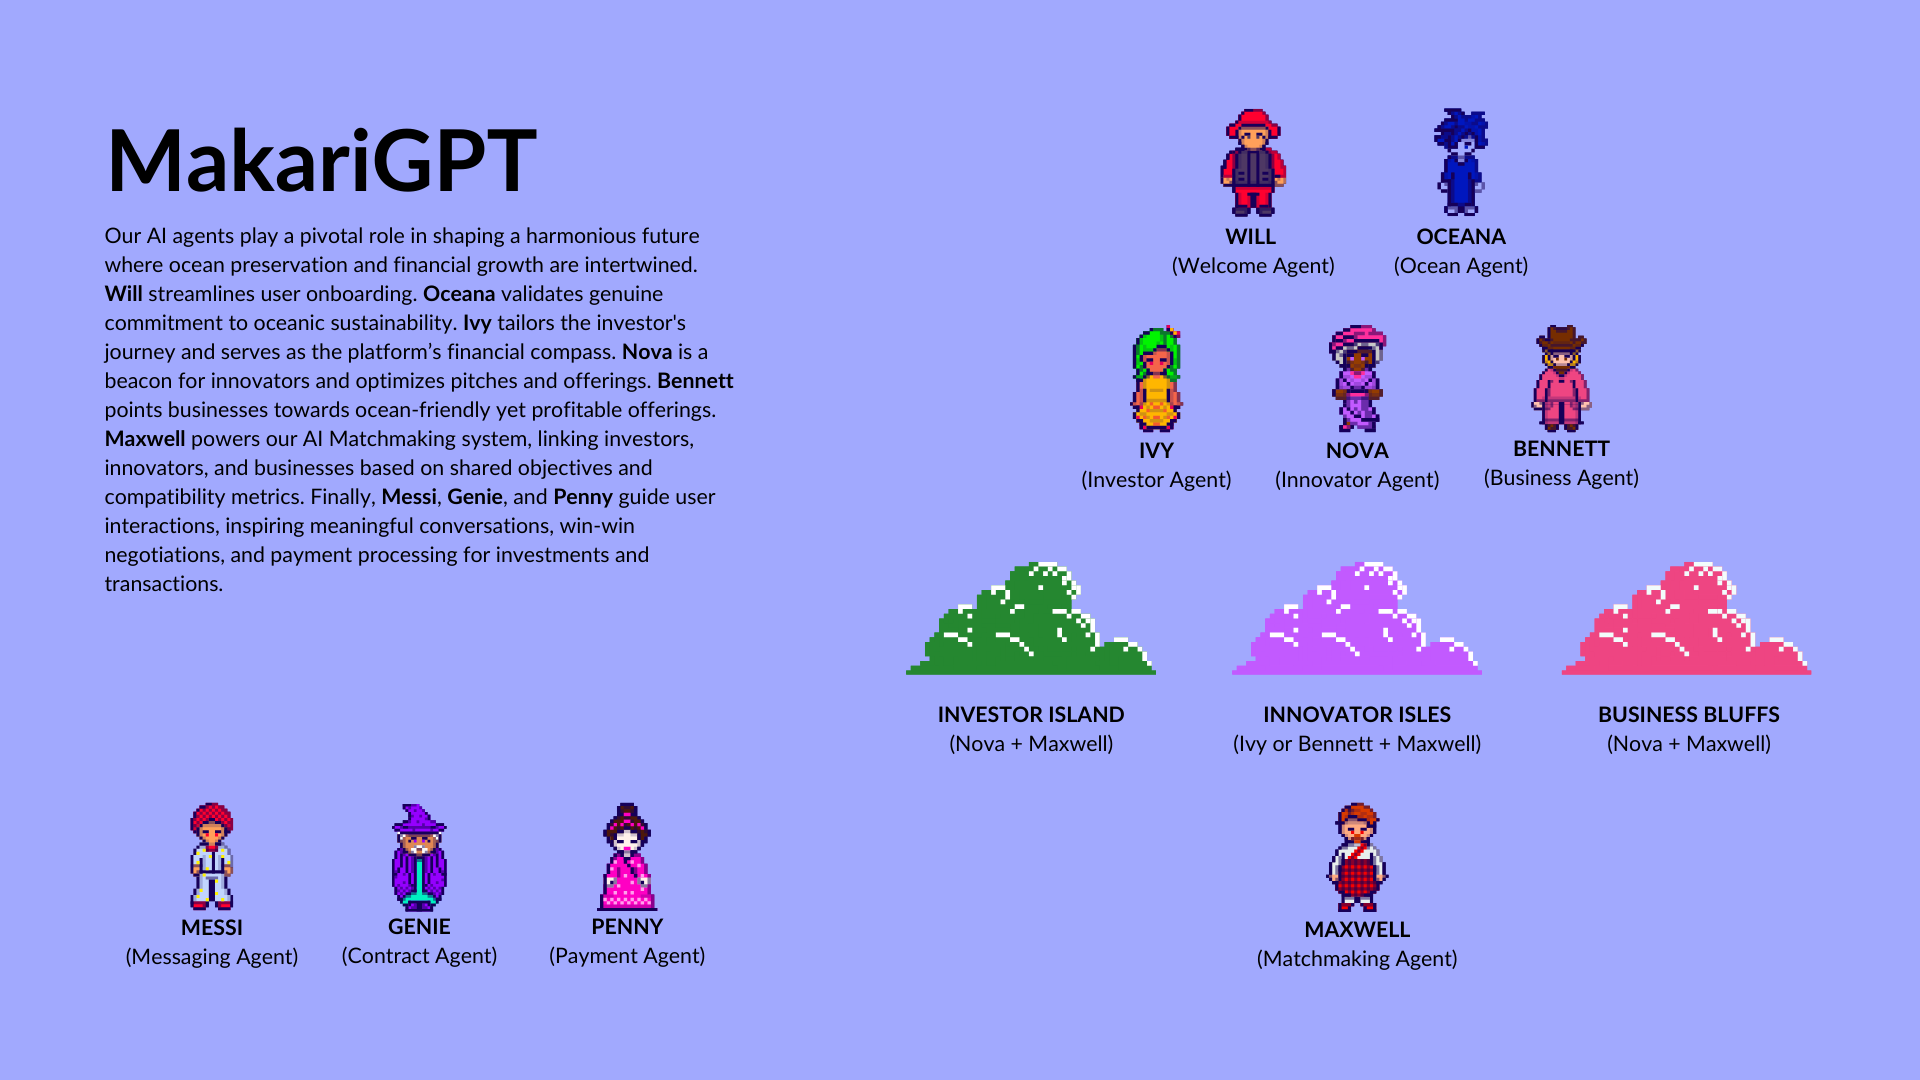 MakariGPT
Our AI agents play a pivotal role in shaping a harmonious future
where ocean preservation and financial growth are intertwined.
Will streamlines user onboarding. Oceana validates genuine
commitment to oceanic sustainability. Ivy tailors the investor's
journey and serves as the platform’s financial compass. Nova is a
beacon for innovators and optimizes pitches and offerings. Bennett
points businesses towards ocean-friendly yet profitable offerings.
Maxwell powers our AI Matchmaking system, linking investors,
innovators, and businesses based on shared objectives and
compatibility metrics. Finally, Messi, Genie, and Penny guide user
interactions, inspiring meaningful conversations, win-win
negotiations, and payment processing for investments and
transactions.
WILL
(Welcome Agent)
OCEANA
(Ocean Agent)
IVY
(Investor Agent)
NOVA
(Innovator Agent)
BENNETT
(Business Agent)
INVESTOR ISLAND
(Nova + Maxwell)
INNOVATOR ISLES
(Ivy or Bennett + Maxwell)
BUSINESS BLUFFS
(Nova + Maxwell)
MESSI
(Messaging Agent)
GENIE
(Contract Agent)
PENNY
(Payment Agent)
MAXWELL
(Matchmaking Agent)